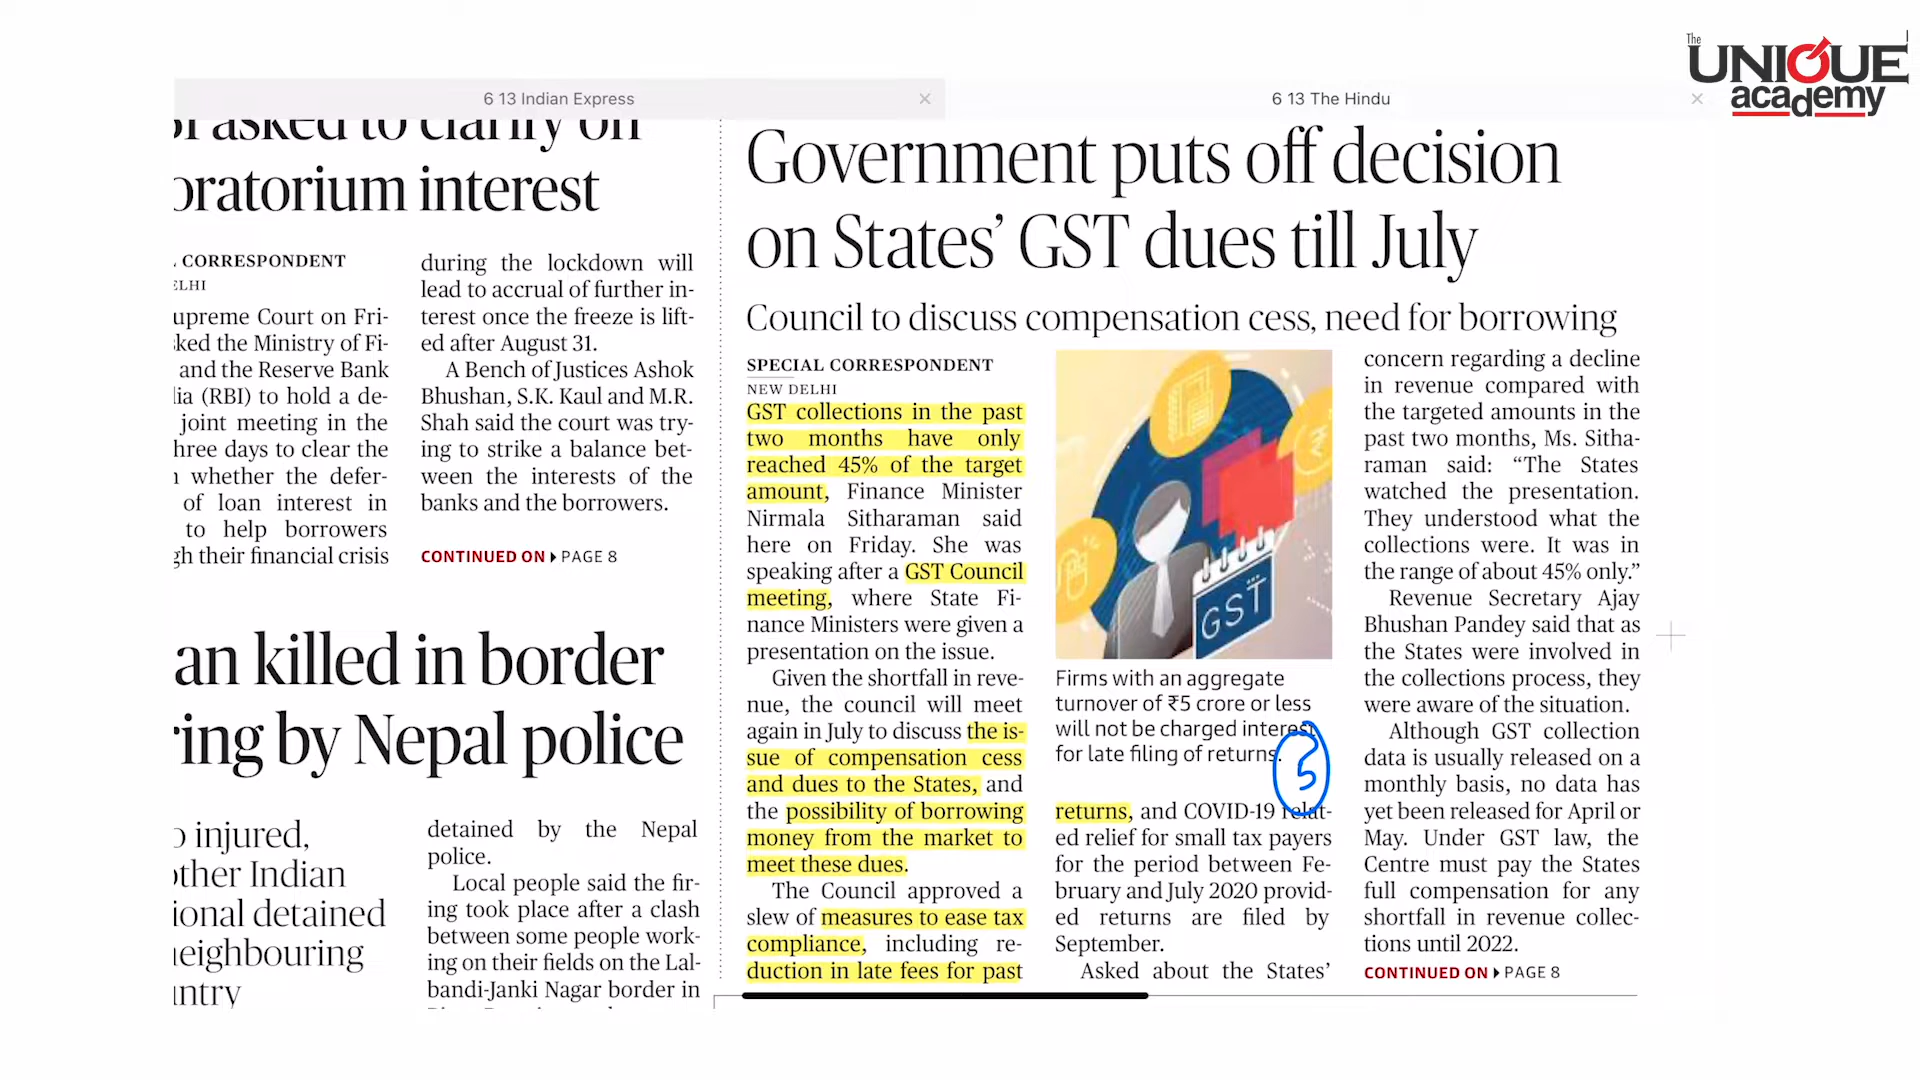 The
UNIQUE
academy
6 13 Indian Express
6 13 The Hindu
asked to clarify on
oratorium interest
. CORRESPONDENT
ELHI
upreme Court on Fri-
ked the Ministry of Fi-
and the Reserve Bank
ia (RBI) to hold a de-
joint meeting in the
hree days to clear the
n whether the defer-
of loan interest in
to help borrowers
gh their financial crisis
during the lockdown will
lead to accrual of further in-
terest once the freeze is lift-
ed after August 31.
A Bench of Justices Ashok
Bhushan, S.K. Kaul and M.R.
Shah said the court was try-
ing to strike a balance bet-
ween the interests of the
banks and the borrowers.
CONTINUED ON PAGE 8
an killed in border
ring by Nepal police
o injured,
other Indian
ional detained
neighbouring
untry
detained by the Nepal
police.
Local people said the fir-
ing took place after a clash
between some people work-
ing on their fields on the Lal-
bandi-Janki Nagar border in
Government puts off decision
on States’ GST dues till July
Council to discuss compensation cess, need for borrowing
SPECIAL CORRESPONDENT
NEW DELHI
GST collections in the past
two months have only
reached 45% of the target
amount, Finance Minister
Nirmala Sitharaman said
here on Friday. She was
speaking after a GST Council
meeting, where State Fi-
nance Ministers were given a
presentation on the issue.
Given the shortfall in reve-
nue, the council will meet
again in July to discuss the is-
sue of compensation cess
and dues to the States, and
the possibility of borrowing
money from the market to
meet these dues.
The Council approved a
slew of measures to ease tax
compliance, including re-
duction in late fees for past
GST
Firms with an aggregate
turnover of ₹5 crore or less
will not be charged interest
for late filing of returns.
5
returns, and COVID-19 relat-
ed relief for small tax payers
for the period between Fe-
bruary and July 2020 provid-
ed returns are filed by
September.
Asked about the States’
concern regarding a decline
in revenue compared with
the targeted amounts in the
past two months, Ms. Sitha-
raman said: “The States
watched the presentation.
They understood what the
collections were. It was in
the range of about 45% only.”
Revenue Secretary Ajay
Bhushan Pandey said that as
the States were involved in
the collections process, they
were aware of the situation.
Although GST collection
data is usually released on a
monthly basis, no data has
yet been released for April or
May. Under GST law, the
Centre must pay the States
full compensation for any
shortfall in revenue collec-
tions until 2022.
CONTINUED ON PAGE 8